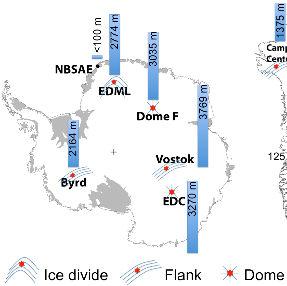 <100 m
2774 m
3035 m
1375 m
NBSAE
EDML
Camp
Centu
Dome F
3769 m
2164 m
Vostok
125
Byrd
EDC
3270 m
Ice divide
Flank
Dome